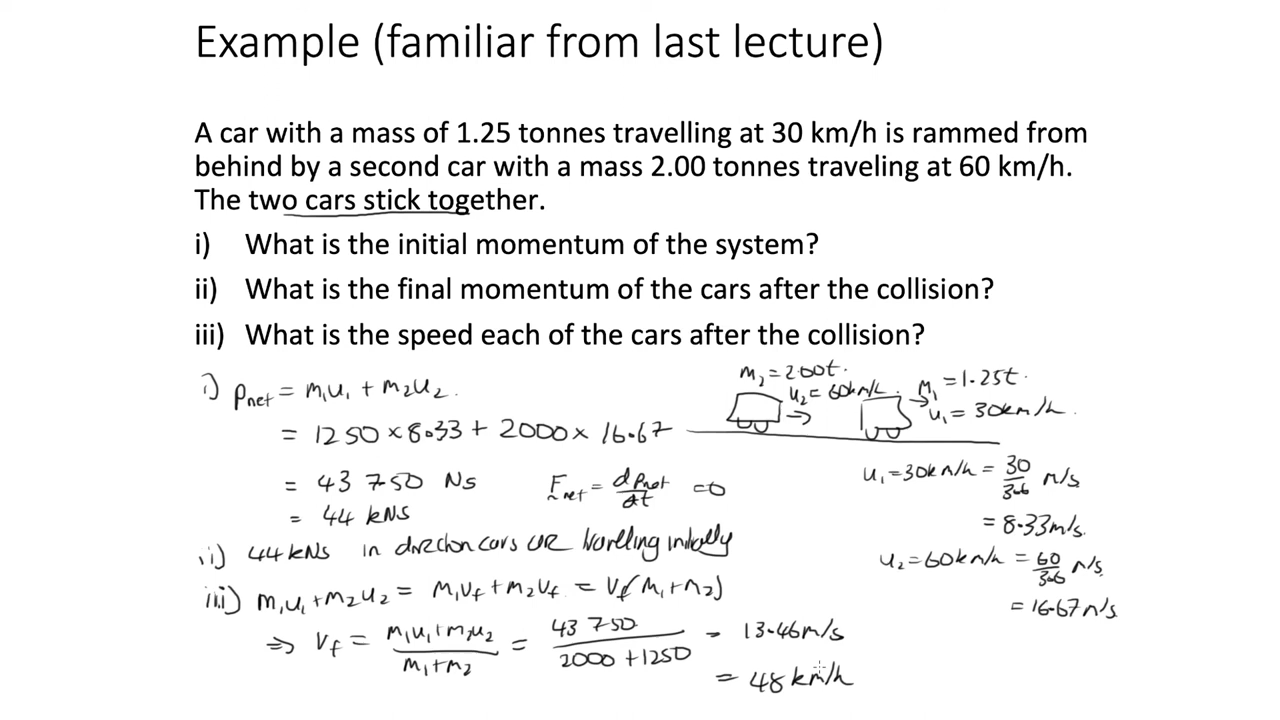 Example (familiar from last lecture)
A car with a mass of 1.25 tonnes travelling at 30 km/h is rammed from
behind by a second car with a mass 2.00 tonnes traveling at 60 km/h.
The two cars stick together.
i) What is the initial momentum of the system?
ii) What is the final momentum of the cars after the collision?
iii) What is the speed each of the cars after the collision?
i) Pnet = m₁u₁ + m₂u₂
= 1250 × 8.33 + 2000 × 16.67
= 43 750 Ns
= 44 kNs
Fnet = dPnet/dt = 0
ii) 44 kNs in direction cars are travelling initially
iii) m₁u₁ + m₂u₂ = m₁vf + m₂vf = vf(m₁ + m₂)
⇒ vf = (m₁u₁ + m₂u₂)/(m₁ + m₂) = 43 750/(2000 + 1250) = 13.46 m/s
= 48 km/h
m₂ = 2.00t
u₂ = 60km/h
m₁ = 1.25t
u₁ = 30km/h
u₁ = 30km/h = 30/3.6 m/s
= 8.33 m/s
u₂ = 60km/h = 60/3.6 m/s
= 16.67 m/s